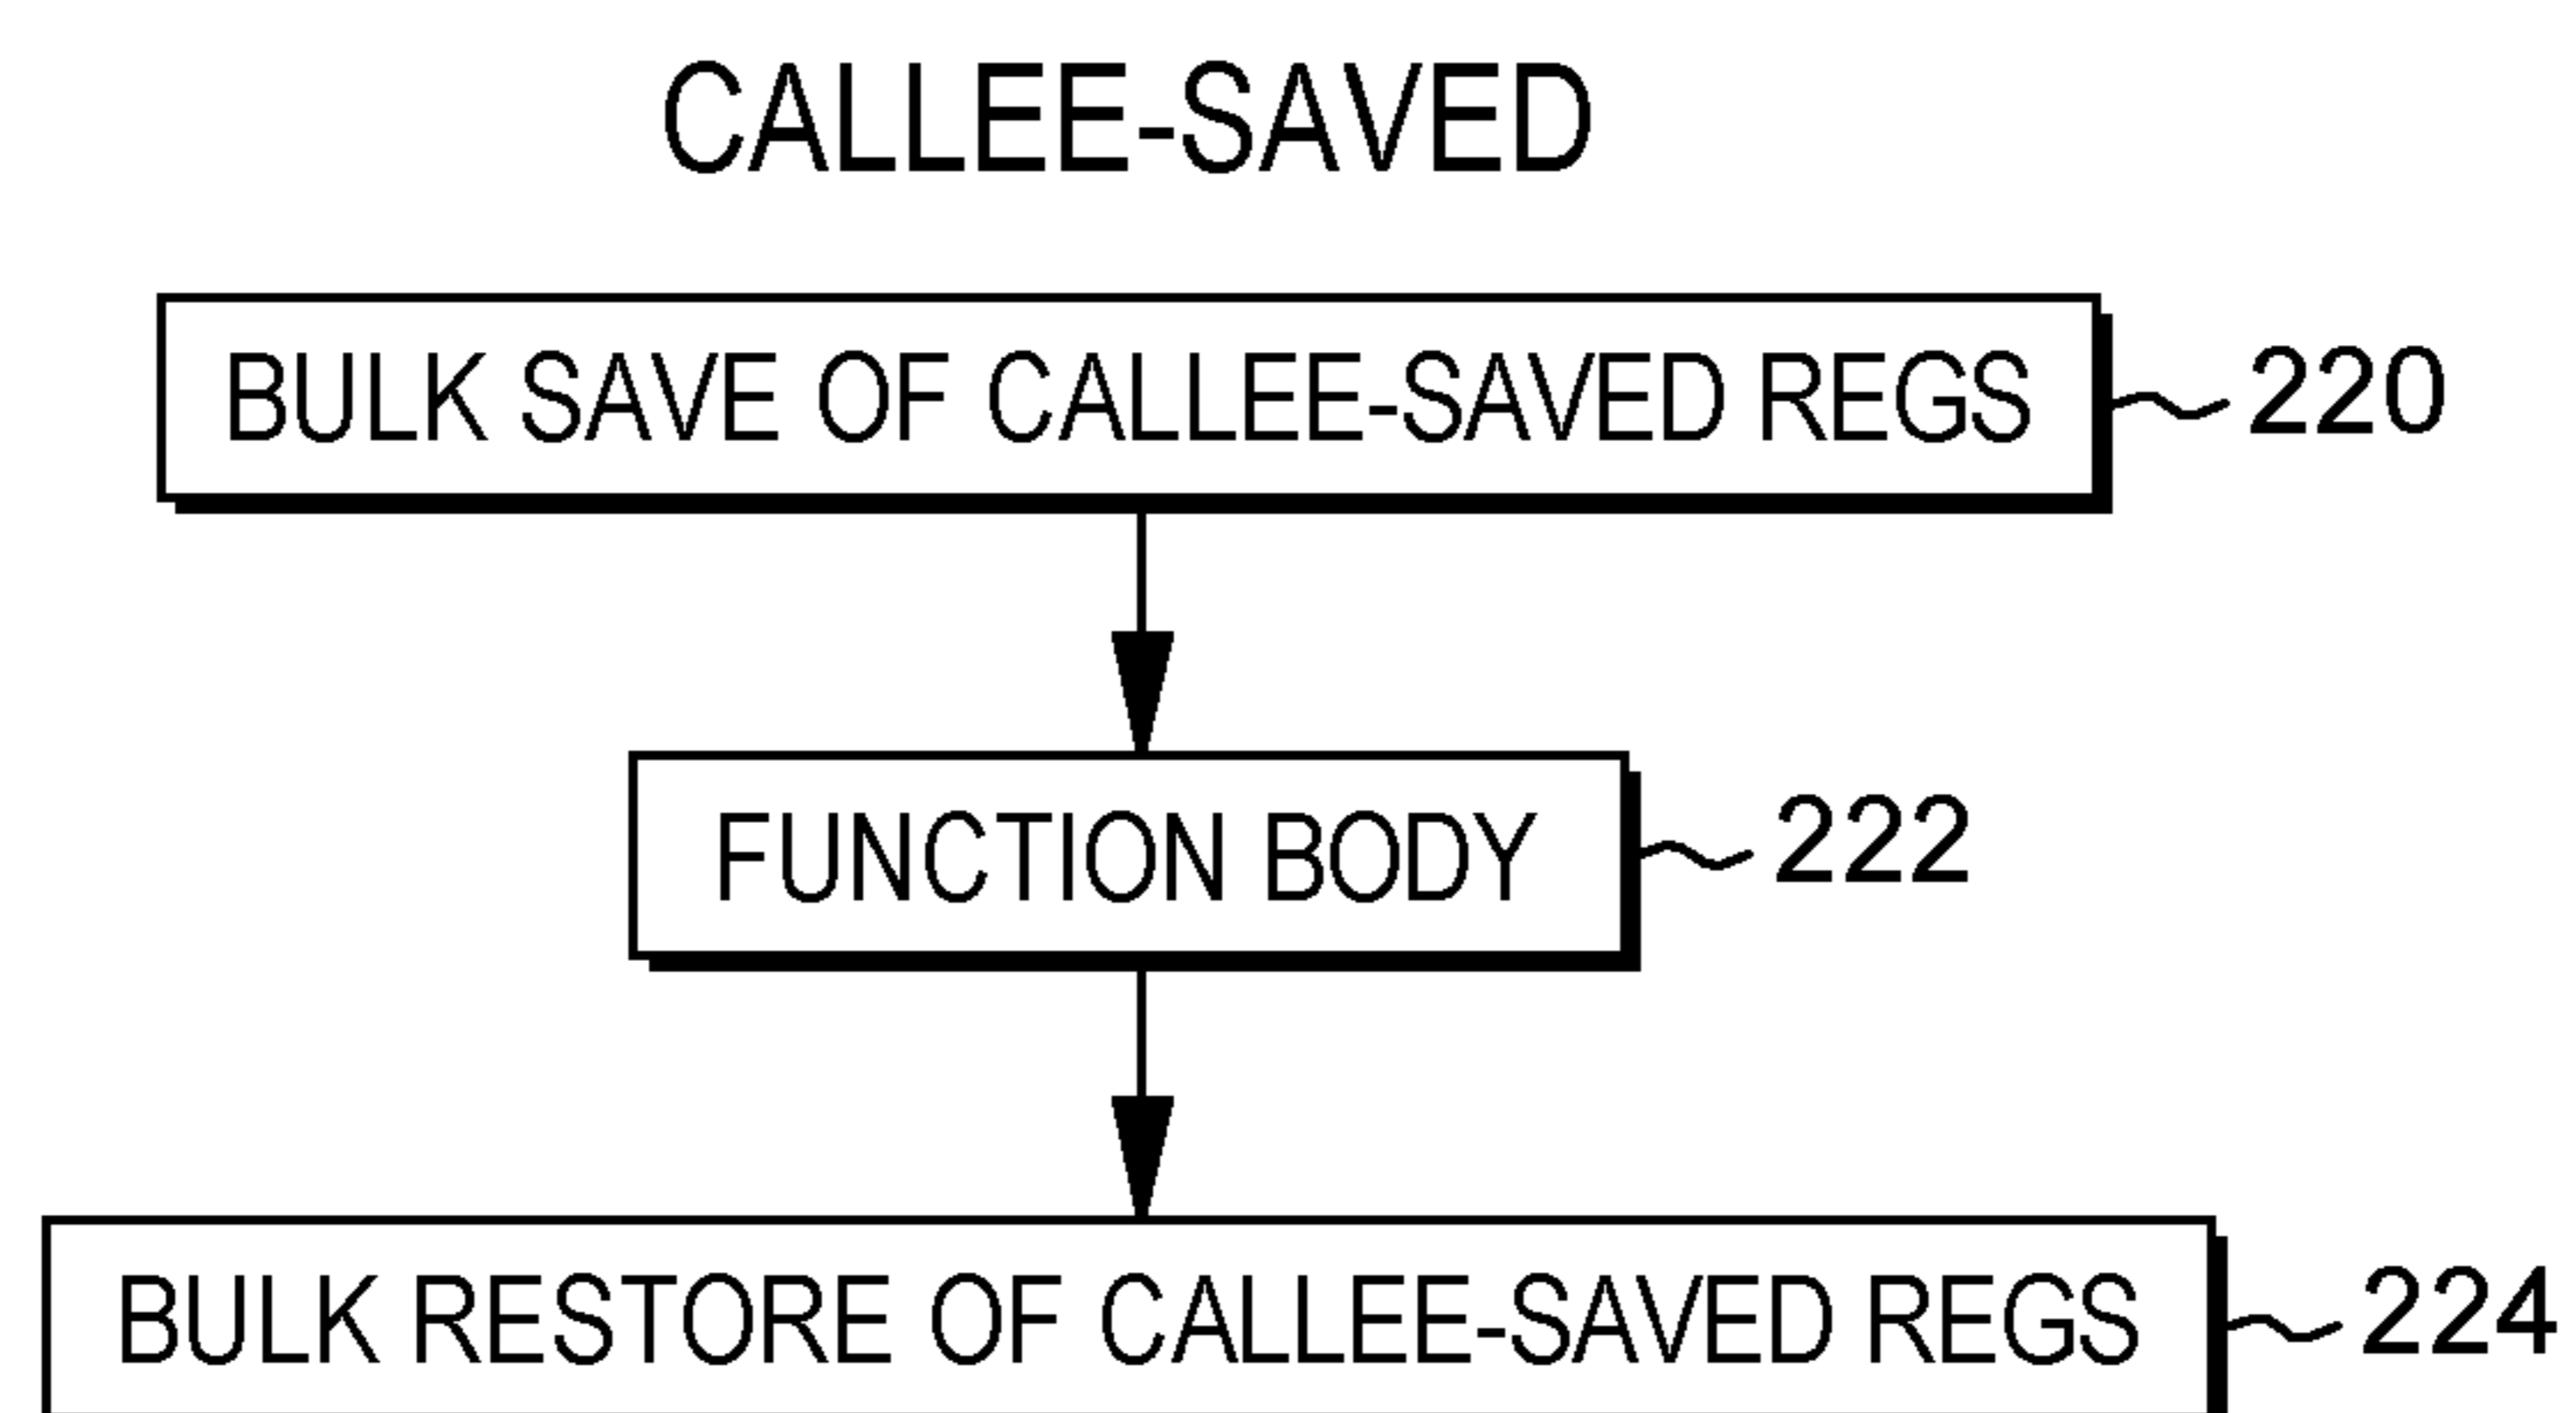 CALLEE-SAVED
BULK SAVE OF CALLEE-SAVED REGS
220
FUNCTION BODY
222
BULK RESTORE OF CALLEE-SAVED REGS
224